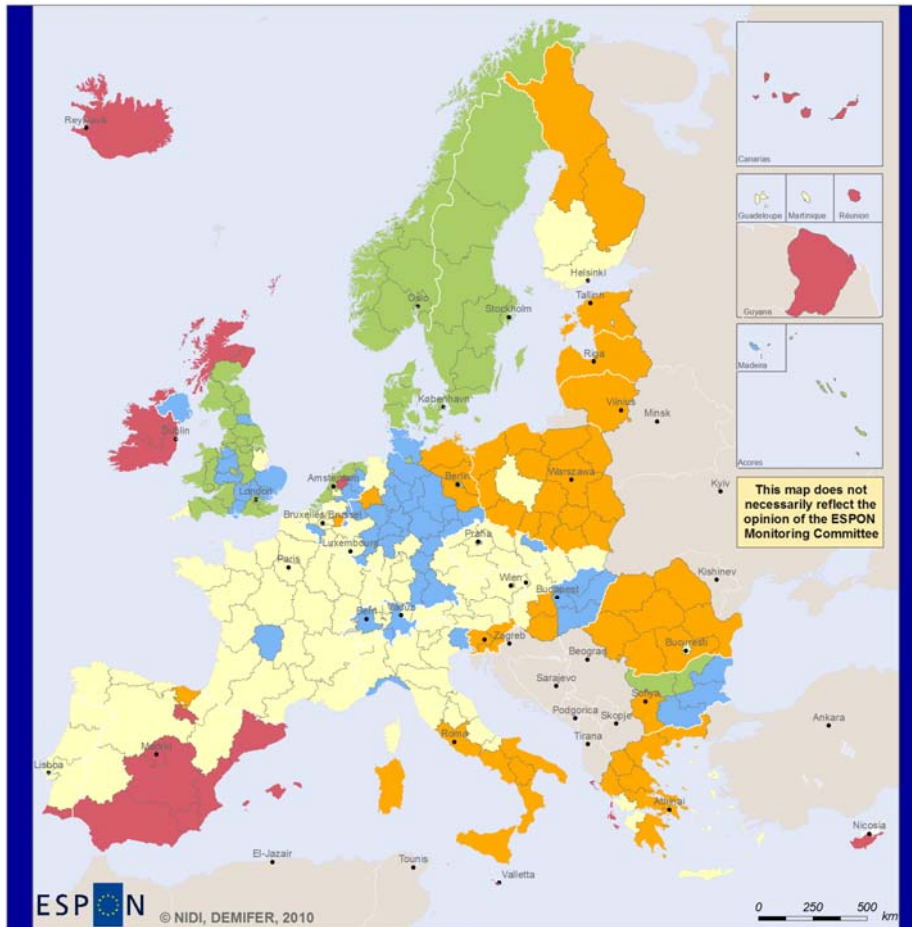 Reykjavik
Canarias
Guadeloupe
Martinique
Réunion
Guyane
Madeira
Acores
This map does not
necessarily reflect the
opinion of the ESPON
Monitoring Committee
Helsinki
Oslo
Tallinn
Stockholm
Riga
København
Vilnius
Minsk
Dublin
Amsterdam
Berlin
Warszawa
London
Kyiv
Bruxelles/Brussel
Luxembourg
Praha
Paris
Kishinev
Wien
Budapest
Bern
Vaduz
Zagreb
Bucuresti
Beograd
Sarajevo
Sofiya
Podgorica
Skopje
Roma
Tirana
Ankara
Madrid
Lisboa
Athinai
Nicosia
El-Jazair
Tounis
Valletta
ESPON
© NIDI, DEMIFER, 2010
0 250 500
km